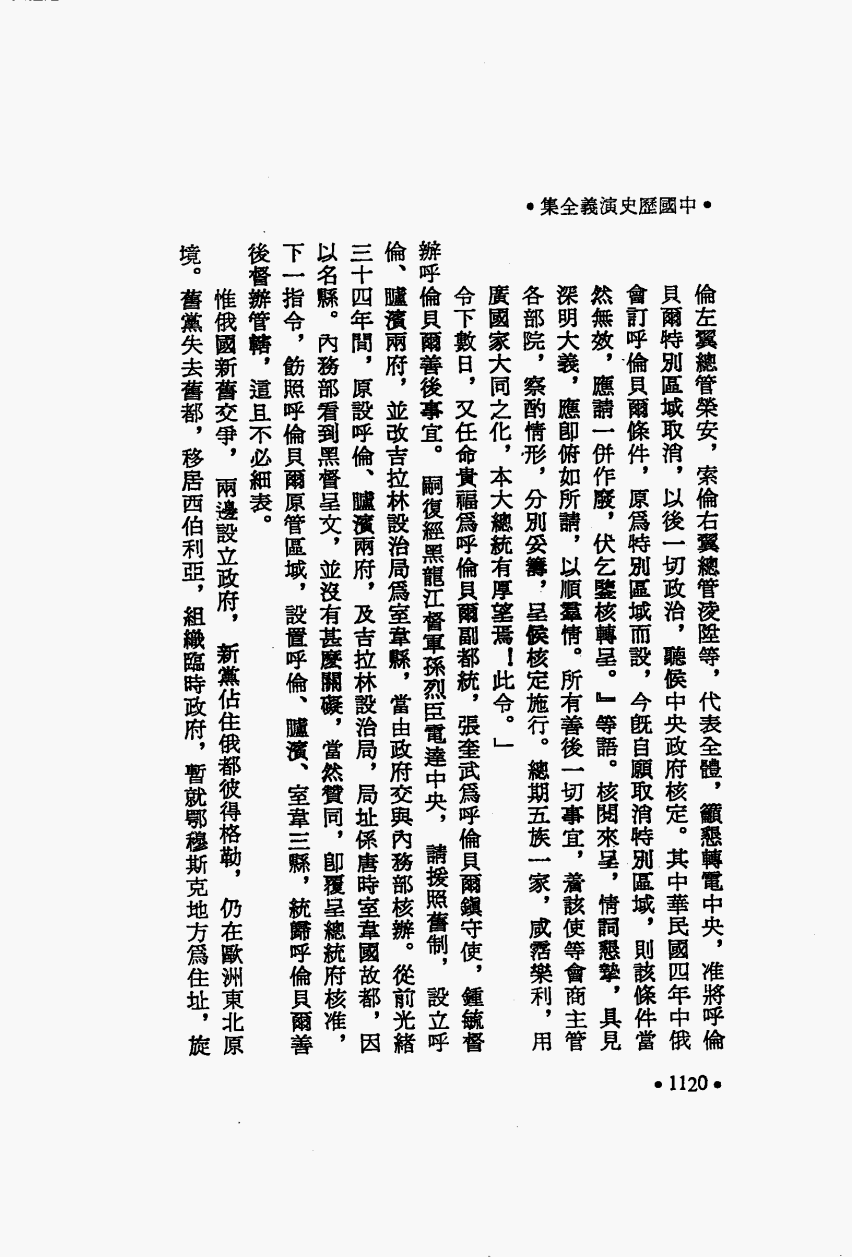 •中國歷史演義全集•
倫左翼總管榮安，索倫右翼總管淩陞等，代表全體，籲懇轉電中央，准將呼倫
貝爾特別區域取消，以後一切政治，聽候中央政府核定。其中華民國四年中俄
會訂呼倫貝爾條件，原爲特別區域而設，今旣自願取消特別區域，則該條件當
然無效，應請一併作廢，伏乞鑒核轉呈。』等語。核閱來呈，情詞懇摯，具見
深明大義，應卽俯如所請，以順羣情。所有善後一切事宜，着該使等會商主管
各部院，察酌情形，分別妥籌，呈候核定施行。總期五族一家，咸霑樂利，用
廣國家大同之化，本大總統有厚望焉！此令。」
令下數日，又任命貴福爲呼倫貝爾副都統，張奎武爲呼倫貝爾鎭守使，鍾毓督
辦呼倫貝爾善後事宜。嗣復經黑龍江督軍孫烈臣電達中央，請援照舊制，設立呼
倫、臚濱兩府，並改吉拉林設治局爲室韋縣，當由政府交與內務部核辦。從前光緒
三十四年間，原設呼倫、臚濱兩府，及吉拉林設治局，局址係唐時室韋國故都，因
以名縣。內務部看到黑督呈文，並沒有甚麼關礙，當然贊同，卽覆呈總統府核准，
下一指令，飭照呼倫貝爾原管區域，設置呼倫、臚濱、室韋三縣，統歸呼倫貝爾善
後督辦管轄，這且不必細表。
惟俄國新舊交爭，兩邊設立政府，新黨佔住俄都彼得格勒，仍在歐洲東北原
境。舊黨失去舊都，移居西伯利亞，組織臨時政府，暫就鄂穆斯克地方爲住址，旋
•1120•